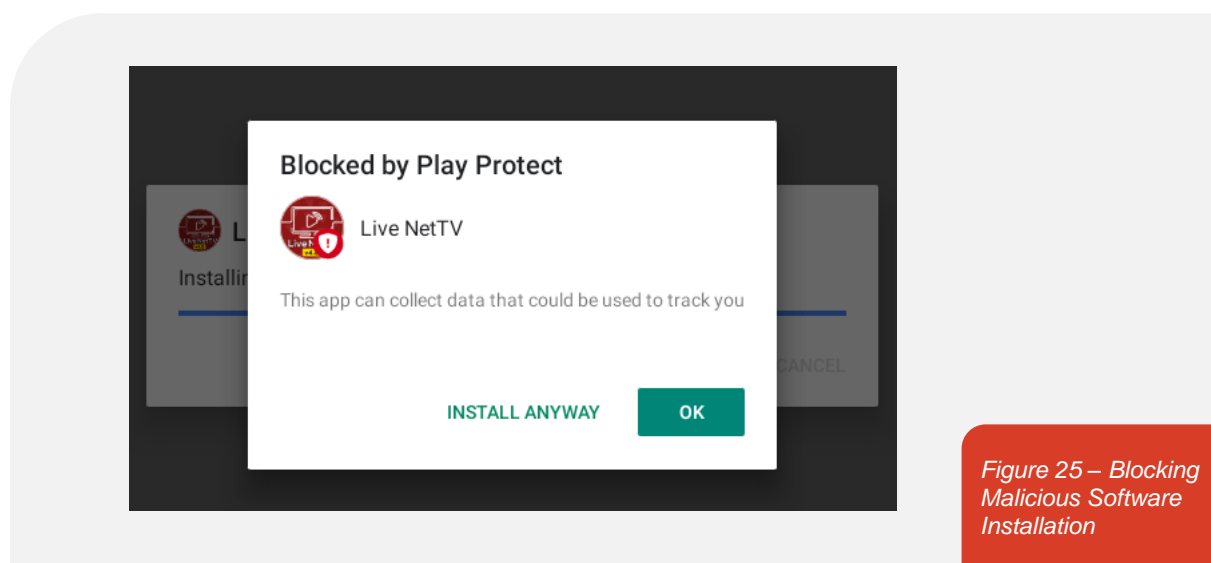 Blocked by Play Protect
Live NetTV
L
Installin
This app can collect data that could be used to track you
CANCEL
INSTALL ANYWAY
OK
Figure 25 – Blocking
Malicious Software
Installation